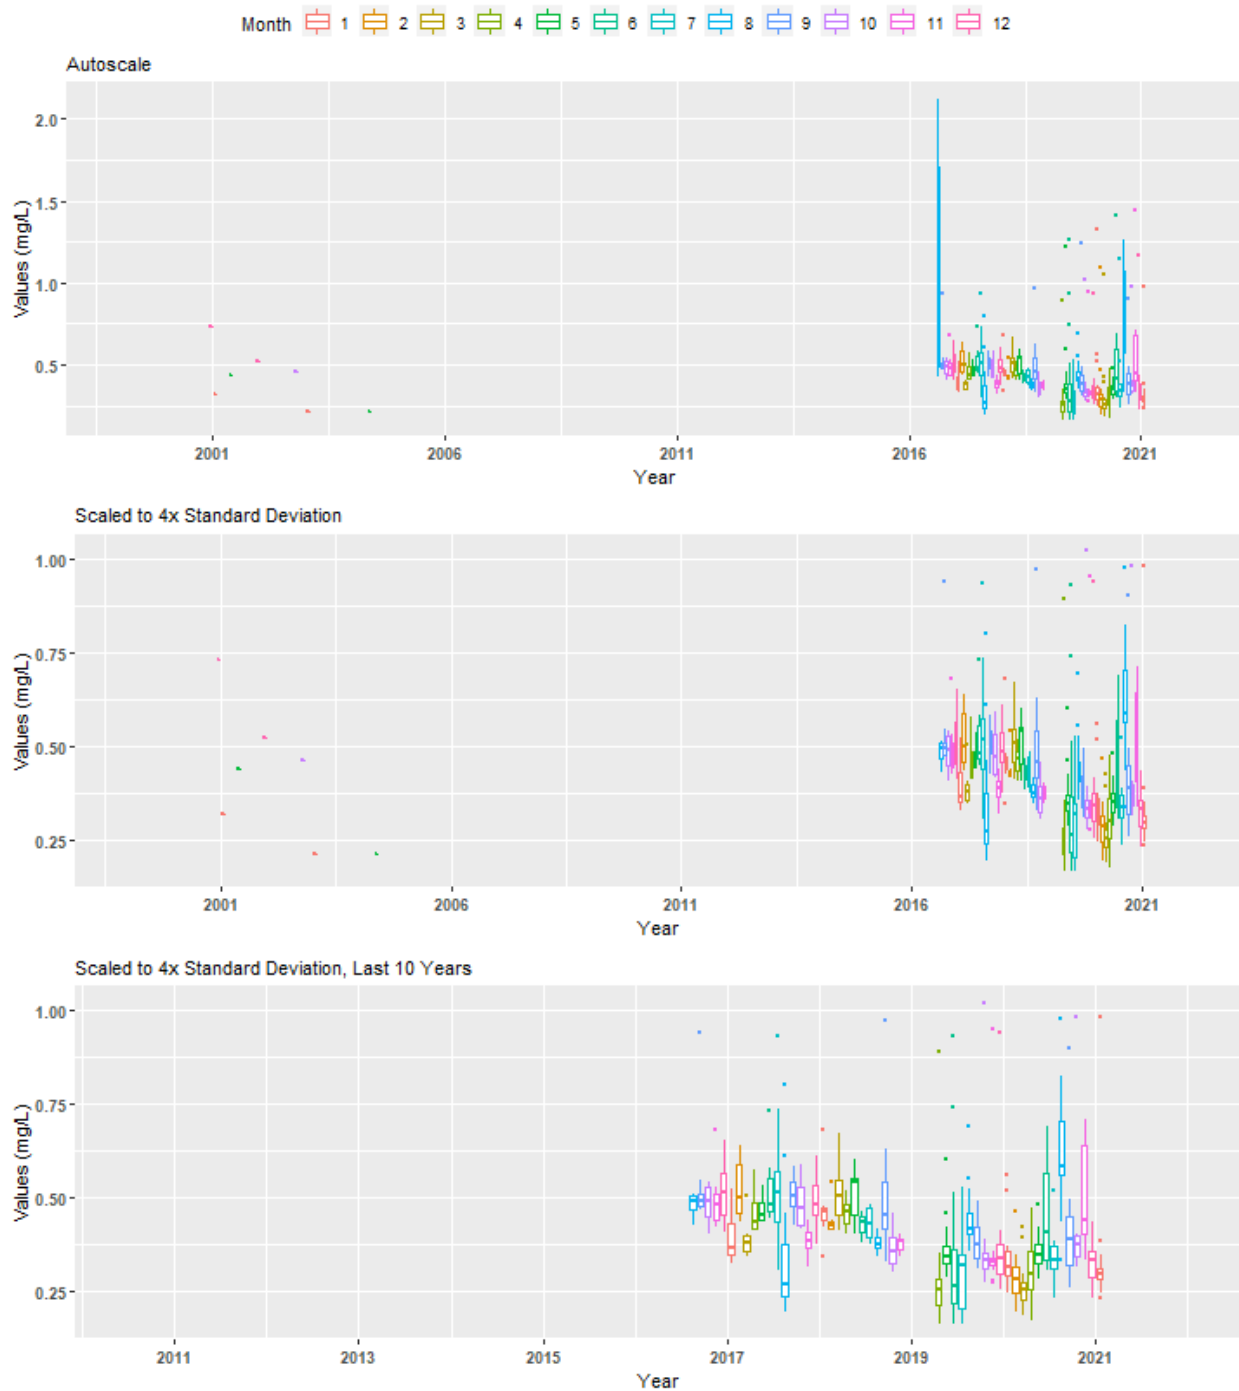 Month 1 2 3 4 5 6 7 8 9 10 11 12
Autoscale
2.0
1.5
1.0
0.5
Values (mg/L)
2001 2006 2011 2016 2021
Year
Scaled to 4x Standard Deviation
1.00
0.75
0.50
0.25
Values (mg/L)
2001 2006 2011 2016 2021
Year
Scaled to 4x Standard Deviation, Last 10 Years
1.00
0.75
0.50
0.25
Values (mg/L)
2011 2013 2015 2017 2019 2021
Year